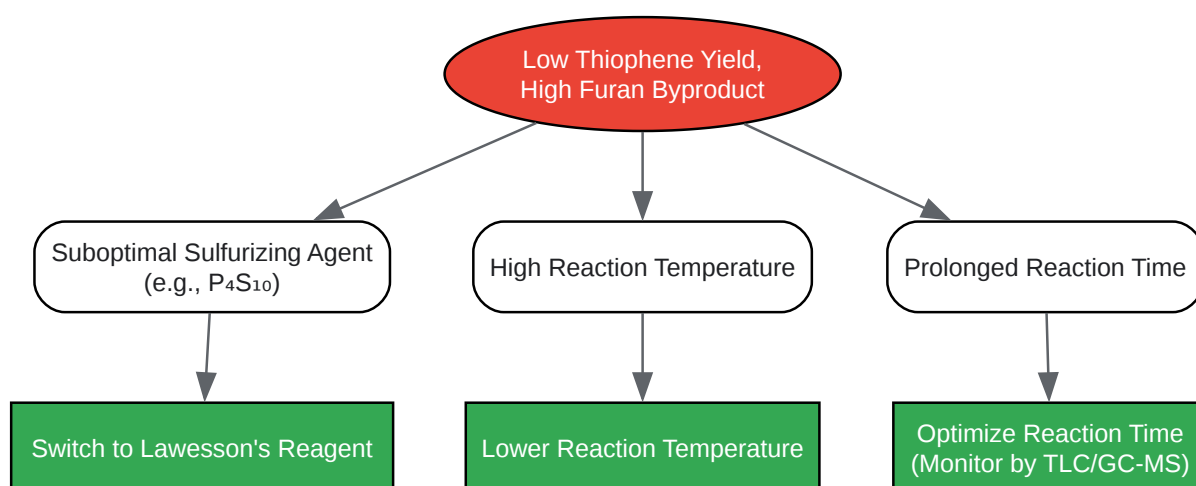 Low Thiophene Yield,
High Furan Byproduct
Suboptimal Sulfurizing Agent
(e.g., P₄S₁₀)
High Reaction Temperature
Prolonged Reaction Time
Switch to Lawesson's Reagent
Lower Reaction Temperature
Optimize Reaction Time
(Monitor by TLC/GC-MS)